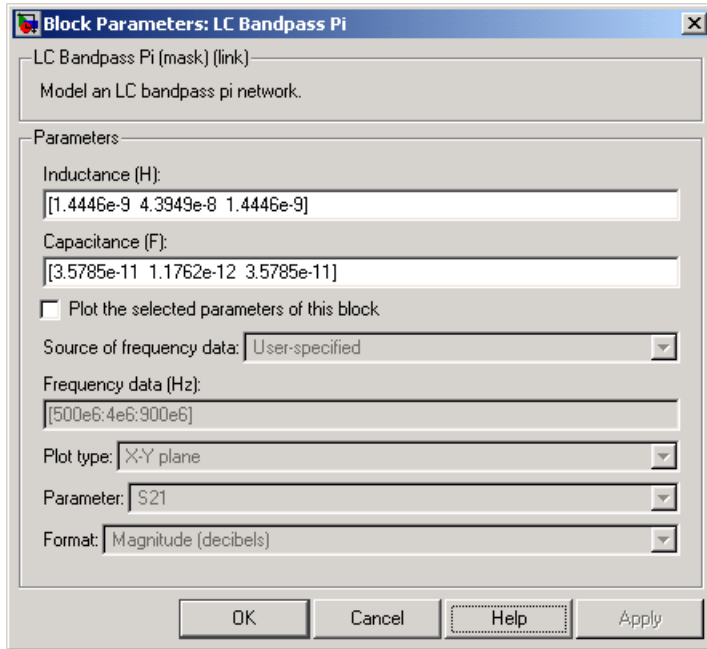 Block Parameters: LC Bandpass Pi
LC Bandpass Pi (mask) (link)
Model an LC bandpass pi network.
Parameters
Inductance (H):
[1.4446e-9 4.3949e-8 1.4446e-9]
Capacitance (F):
[3.5785e-11 1.1762e-12 3.5785e-11]
Plot the selected parameters of this block
Source of frequency data: User-specified
Frequency data (Hz):
[500e6:4e6:900e6]
Plot type: X-Y plane
Parameter: S21
Format: Magnitude (decibels)
OK Cancel Help Apply